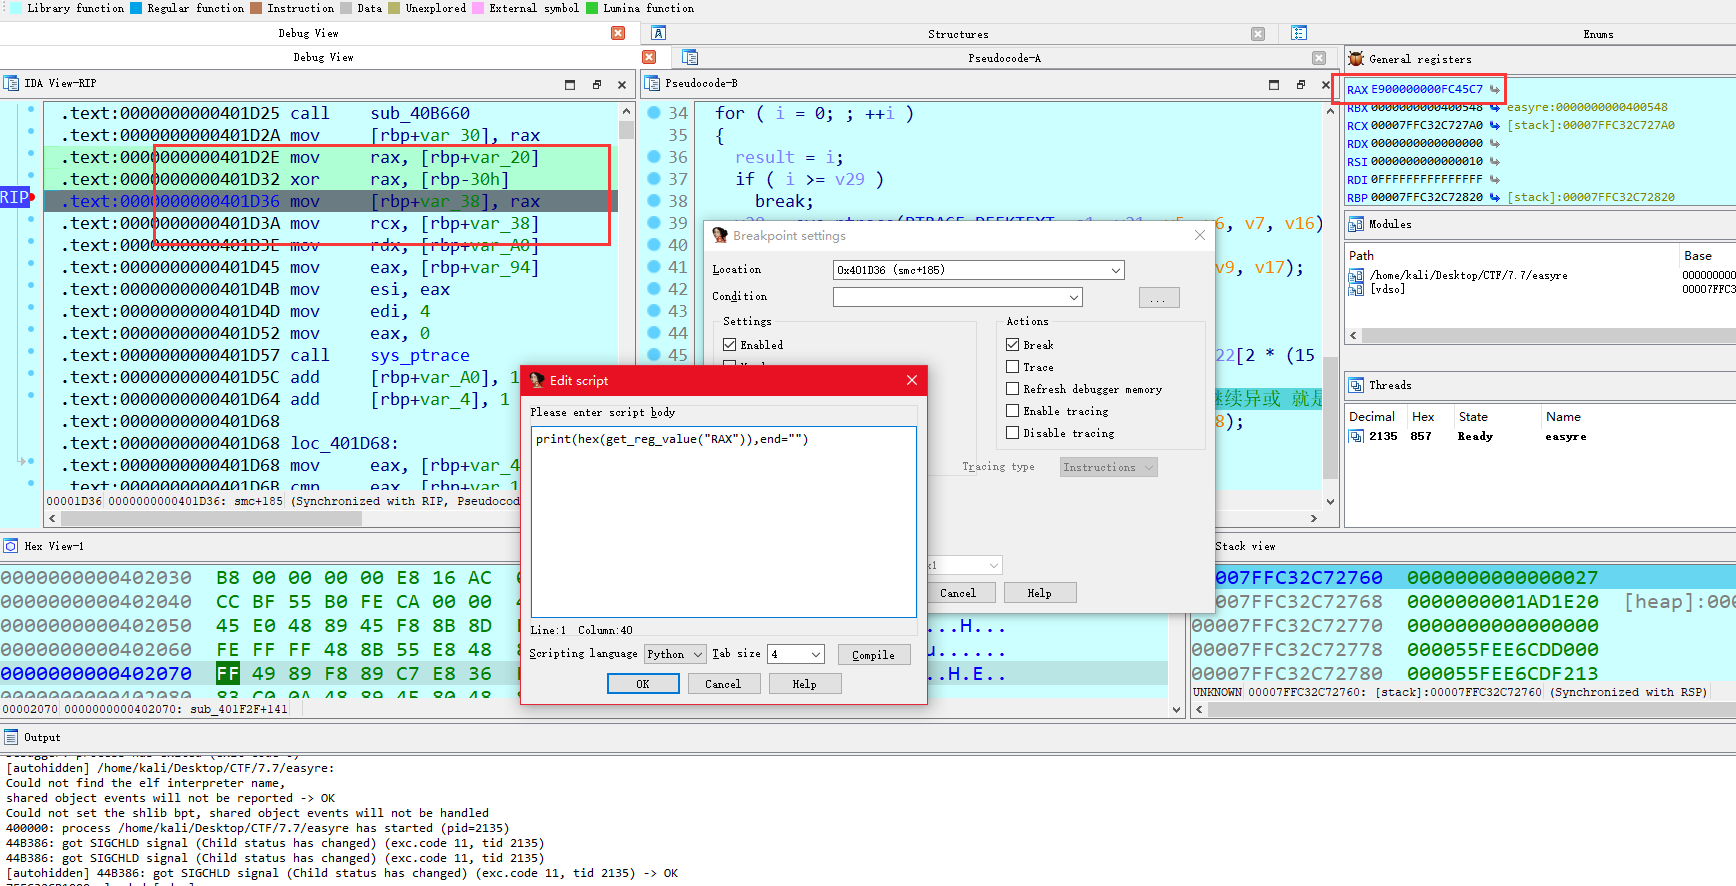 Library function Regular function Instruction Data Unexplored External symbol Lumina function
Debug View
Structures
Enums
Debug View
Pseudocode-A
General registers
IDA View-RIP
Pseudocode-B
RAX E900000000FC45C7
RBX 0000000000400548 easyre:0000000000400548
RCX 00007FFC32C727A0 [stack]:00007FFC32C727A0
RDX 0000000000000000
RSI 0000000000000010
RDI 0FFFFFFFFFFFFFFF
RBP 00007FFC32C72820 [stack]:00007FFC32C72820
RIP
.text:0000000000401D25 call sub_40B660
.text:0000000000401D2A mov [rbp+var_30], rax
.text:0000000000401D2E mov rax, [rbp+var_20]
.text:0000000000401D32 xor rax, [rbp-30h]
.text:0000000000401D36 mov [rbp+var_38], rax
.text:0000000000401D3A mov rcx, [rbp+var_38]
.text:0000000000401D3E mov rdx, [rbp+var_A0]
.text:0000000000401D45 mov eax, [rbp+var_94]
.text:0000000000401D4B mov esi, eax
.text:0000000000401D4D mov edi, 4
.text:0000000000401D52 mov eax, 0
.text:0000000000401D57 call sys_ptrace
.text:0000000000401D5C add [rbp+var_A0], 1
.text:0000000000401D64 add [rbp+var_4], 1
.text:0000000000401D68
.text:0000000000401D68 loc_401D68:
.text:0000000000401D68 mov eax, [rbp+var_4
.text:0000000000401D6B cmp eax, [rbp+var_1
00001D36 0000000000401D36: smc+185 (Synchronized with RIP, Pseudocod
34 for ( i = 0; ; ++i )
35 {
36 result = i;
37 if ( i >= v29 )
38 break;
39 v28 = sys_ptrace(PTRACE_PEEKTEXT, v1, v21, v5, v6, v7, v16)
40
41 v9, v17);
42
43
44
45 22[2 * (15
继续异或 就是
8);
Modules
Path Base
/home/kali/Desktop/CTF/7.7/easyre 000000000
[vdso] 00007FFC3
Threads
Decimal Hex State Name
2135 857 Ready easyre
Breakpoint settings
Location 0x401D36 (smc+185)
Condition ...
Settings
Enabled
Actions
Break
Trace
Refresh debugger memory
Enable tracing
Disable tracing
Tracing type Instructions
Cancel Help
Edit script
Please enter script body
print(hex(get_reg_value("RAX")),end="")
Line:1 Column:40
Scripting language Python Tab size 4 Compile
OK Cancel Help
Hex View-1
0000000000402030 B8 00 00 00 00 E8 16 AC
0000000000402040 CC BF 55 B0 FE CA 00 00
0000000000402050 45 E0 48 89 45 F8 8B 8D ...H...
0000000000402060 FE FF FF 48 8B 55 E8 48 u......
0000000000402070 FF 49 89 F8 89 C7 E8 36 ..H.E..
83 C0 0A 48 89 45 80 48
00002070 0000000000402070: sub_401F2F+141
Stack view
007FFC32C72760 0000000000000027
007FFC32C72768 0000000001AD1E20 [heap]:000
00007FFC32C72770 0000000000000000
00007FFC32C72778 000055FEE6CDD000
00007FFC32C72780 000055FEE6CDF213
UNKNOWN 00007FFC32C72760: [stack]:00007FFC32C72760 (Synchronized with RSP)
Output
[autohidden] /home/kali/Desktop/CTF/7.7/easyre:
Could not find the elf interpreter name,
shared object events will not be reported -> OK
Could not set the shlib bpt, shared object events will not be handled
400000: process /home/kali/Desktop/CTF/7.7/easyre has started (pid=2135)
44B386: got SIGCHLD signal (Child status has changed) (exc.code 11, tid 2135)
44B386: got SIGCHLD signal (Child status has changed) (exc.code 11, tid 2135)
[autohidden] 44B386: got SIGCHLD signal (Child status has changed) (exc.code 11, tid 2135) -> OK